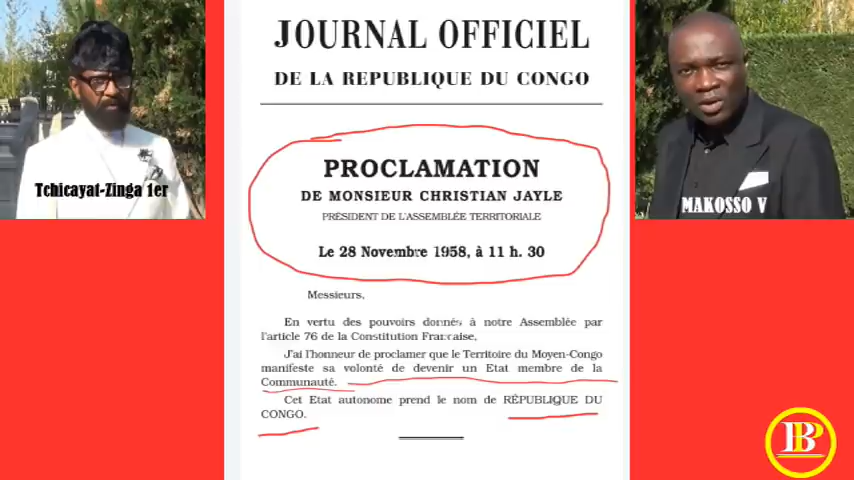 JOURNAL OFFICIEL
DE LA REPUBLIQUE DU CONGO
PROCLAMATION
DE MONSIEUR CHRISTIAN JAYLE
PRÉSIDENT DE L'ASSEMBLÉE TERRITORIALE
Le 28 Novembre 1958, à 11 h. 30
Messieurs,
En vertu des pouvoirs donnés à notre Assemblée par
l'article 76 de la Constitution Française,
J'ai l'honneur de proclamer que le Territoire du Moyen-Congo
manifeste sa volonté de devenir un Etat membre de la
Communauté.
Cet Etat autonome prend le nom de RÉPUBLIQUE DU
CONGO.
Tchicayat-Zinga 1er
MAKOSSO V
BP